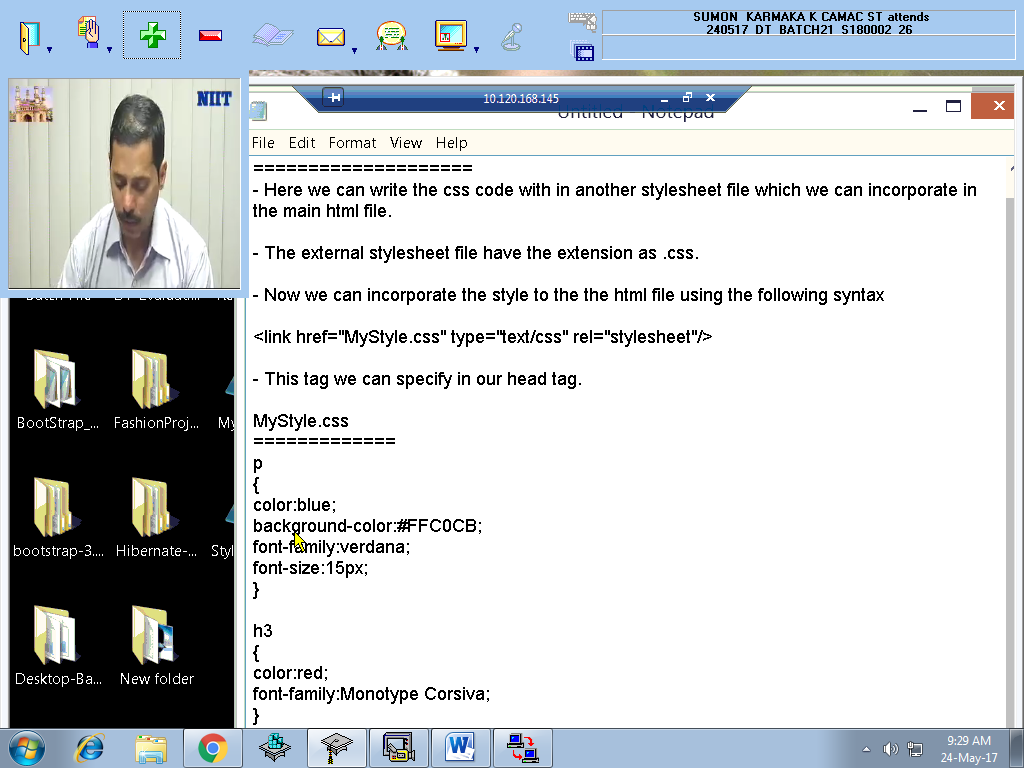 SUMON KARMAKA K CAMAC ST attends
240517_DT_BATCH21_S180002_26
NIIT
10.120.168.145
Untitled - Notepad
File Edit Format View Help
====================
- Here we can write the css code with in another stylesheet file which we can incorporate in
the main html file.
- The external stylesheet file have the extension as .css.
- Now we can incorporate the style to the the html file using the following syntax
<link href="MyStyle.css" type="text/css" rel="stylesheet"/>
- This tag we can specify in our head tag.
MyStyle.css
=============
p
{
color:blue;
background-color:#FFC0CB;
font-family:verdana;
font-size:15px;
}
h3
{
color:red;
font-family:Monotype Corsiva;
}
BootStrap_... FashionProj... My
bootstrap-3.... Hibernate-... Styl
Desktop-Ba... New folder
9:29 AM
24-May-17